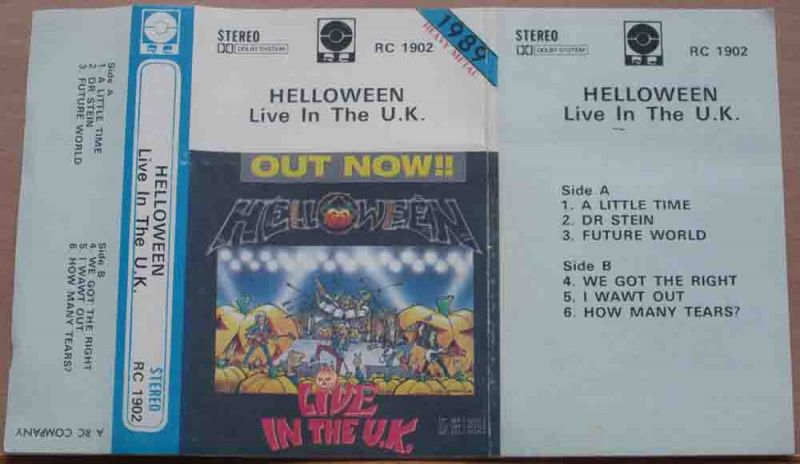 Side A
1. A LITTLE TIME
2. DR STEIN
3. FUTURE WORLD
Side B
4. WE GOT THE RIGHT
5. I WAWT OUT
6. HOW MANY TEARS?
A RC COMPANY
RC
HELLOWEEN
Live In The U.K.
STEREO
RC 1902
STEREO
DOLBY SYSTEM
RC
RC 1902
1989
HEAVY METAL
HELLOWEEN
Live In The U.K.
OUT NOW!!
HELLOWEEN
LIVE
IN THE U.K.
STEREO
DOLBY SYSTEM
RC
RC 1902
HELLOWEEN
Live In The U.K.
Side A
1. A LITTLE TIME
2. DR STEIN
3. FUTURE WORLD
Side B
4. WE GOT THE RIGHT
5. I WAWT OUT
6. HOW MANY TEARS?